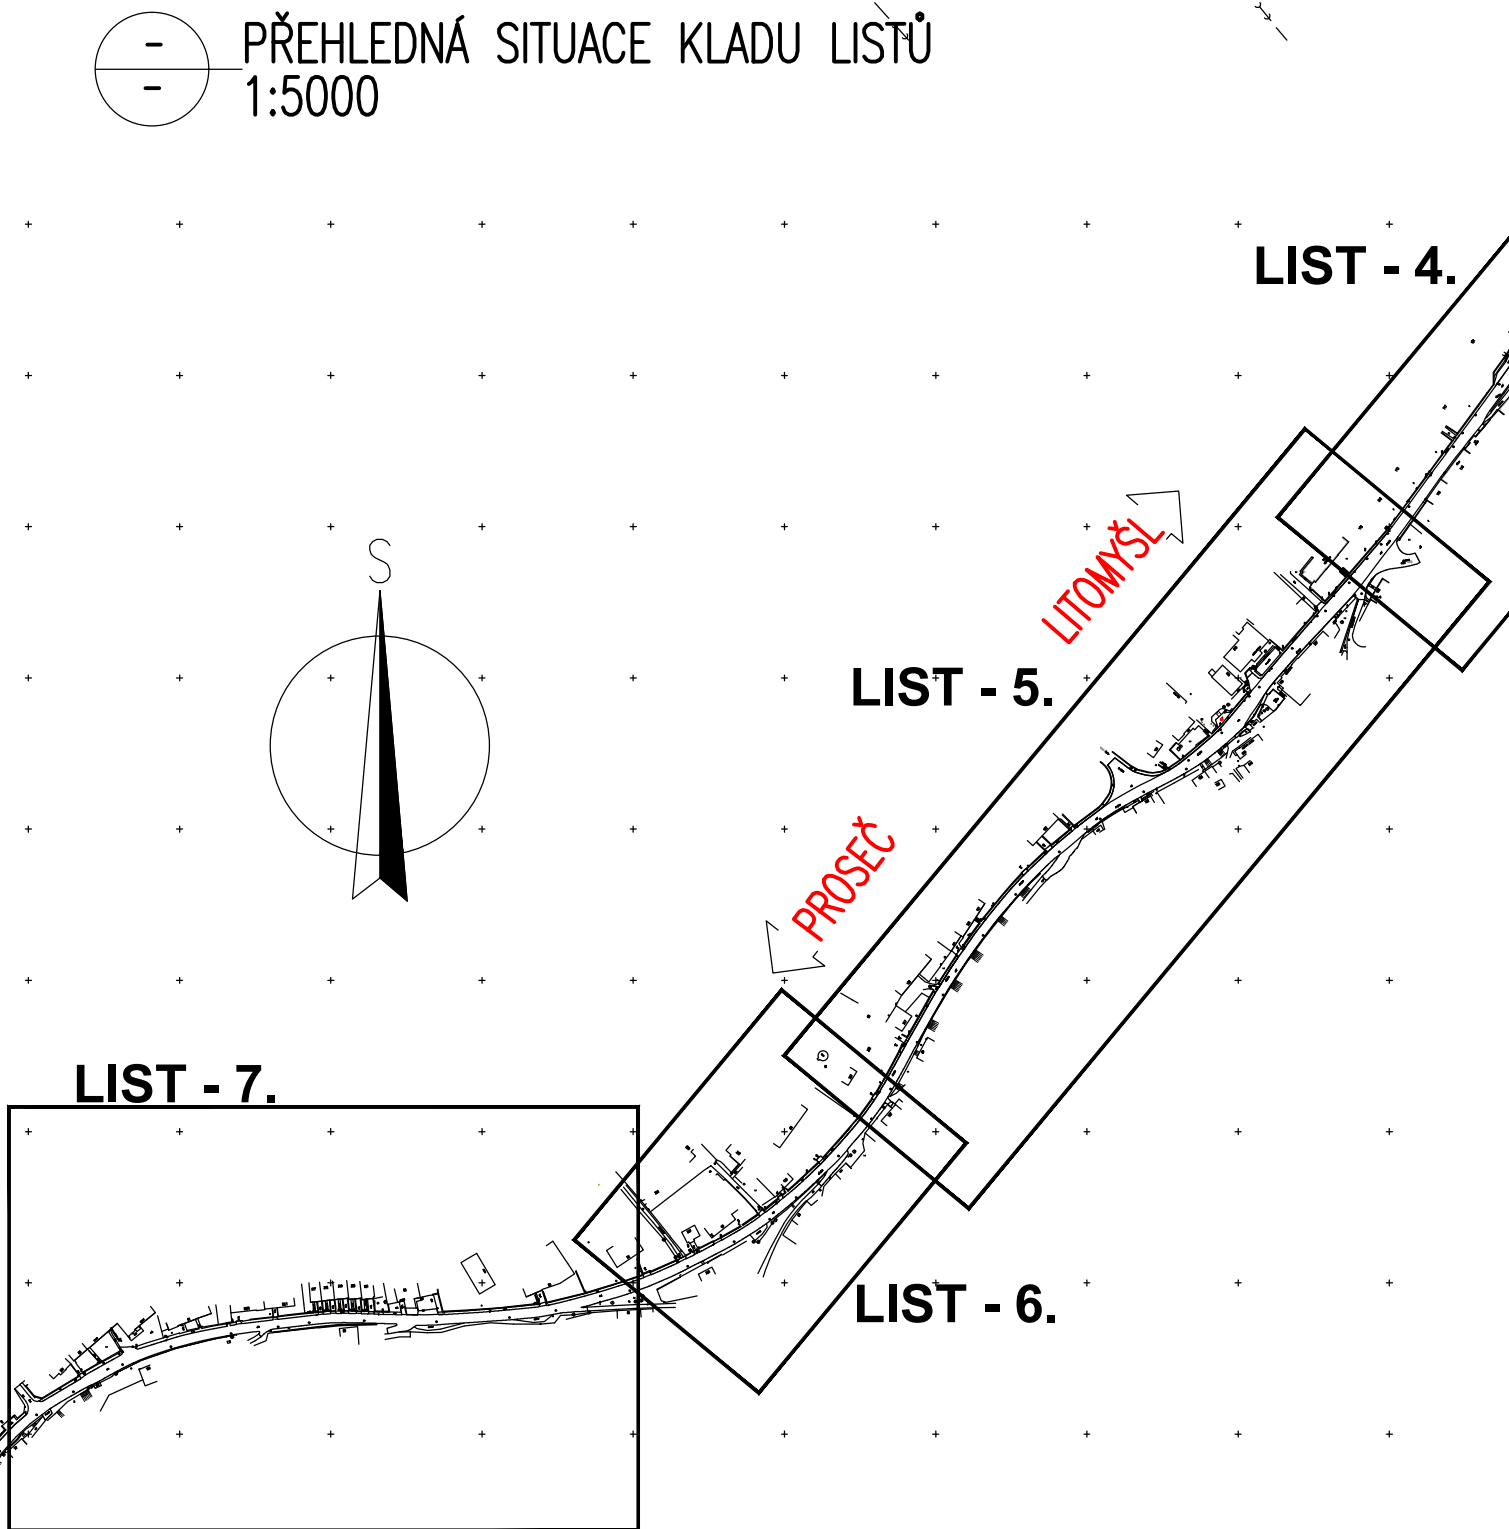 PŘEHLEDNÁ SITUACE KLADU LISTŮ
1:5000
LIST - 4.
S
LITOMYŠL
LIST - 5.
PROSEČ
LIST - 7.
LIST - 6.